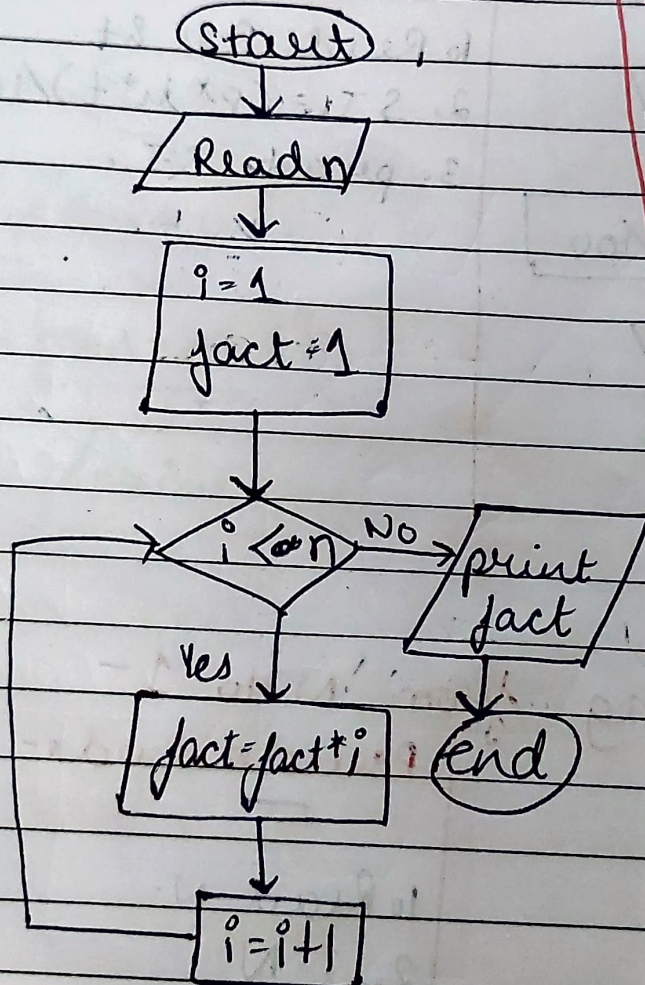 Start
Read n
i = 1
fact = 1
i <= n
No
print
fact
Yes
fact = fact * i
end
i = i + 1